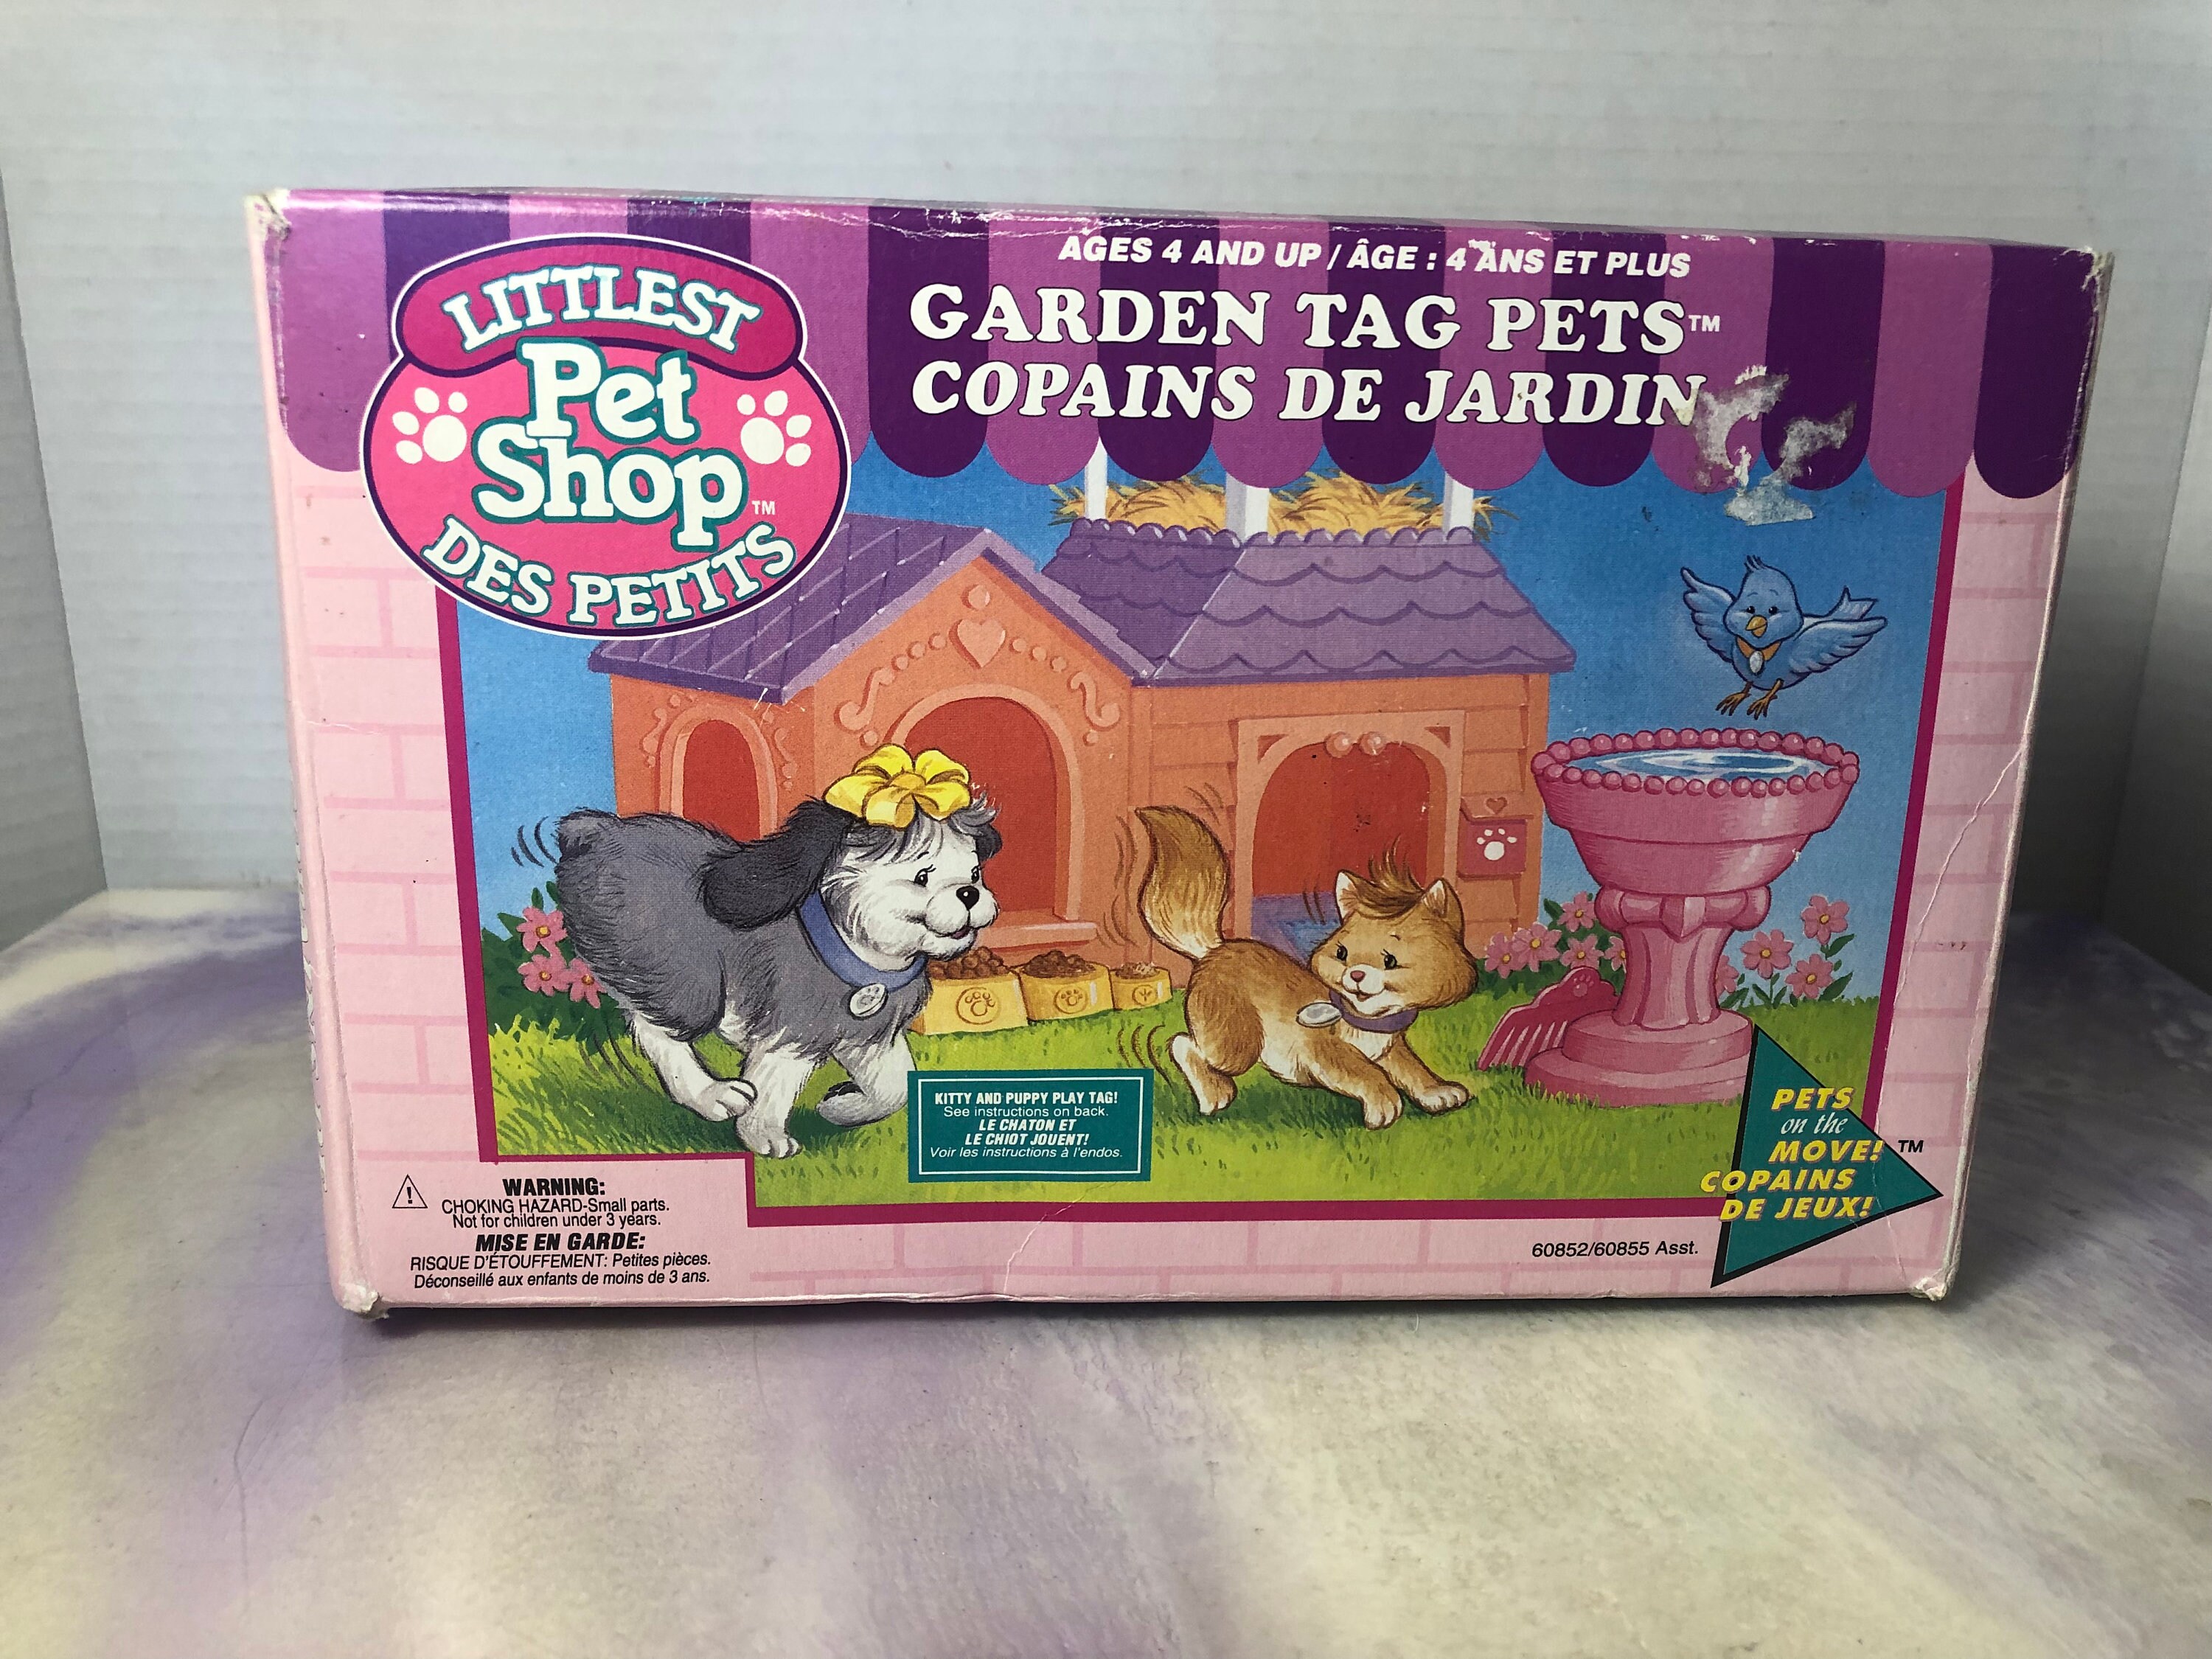 LITTLEST
Pet
Shop™
DES PETITS
AGES 4 AND UP / ÂGE : 4 ANS ET PLUS
GARDEN TAG PETS™
COPAINS DE JARDIN
KITTY AND PUPPY PLAY TAG!
See instructions on back.
LE CHATON ET
LE CHIOT JOUENT!
Voir les instructions à l'endos.
WARNING:
CHOKING HAZARD-Small parts.
Not for children under 3 years.
MISE EN GARDE:
RISQUE D'ÉTOUFFEMENT: Petites pièces.
Déconseillé aux enfants de moins de 3 ans.
PETS
on the
MOVE! ™
COPAINS
DE JEUX!
60852/60855 Asst.